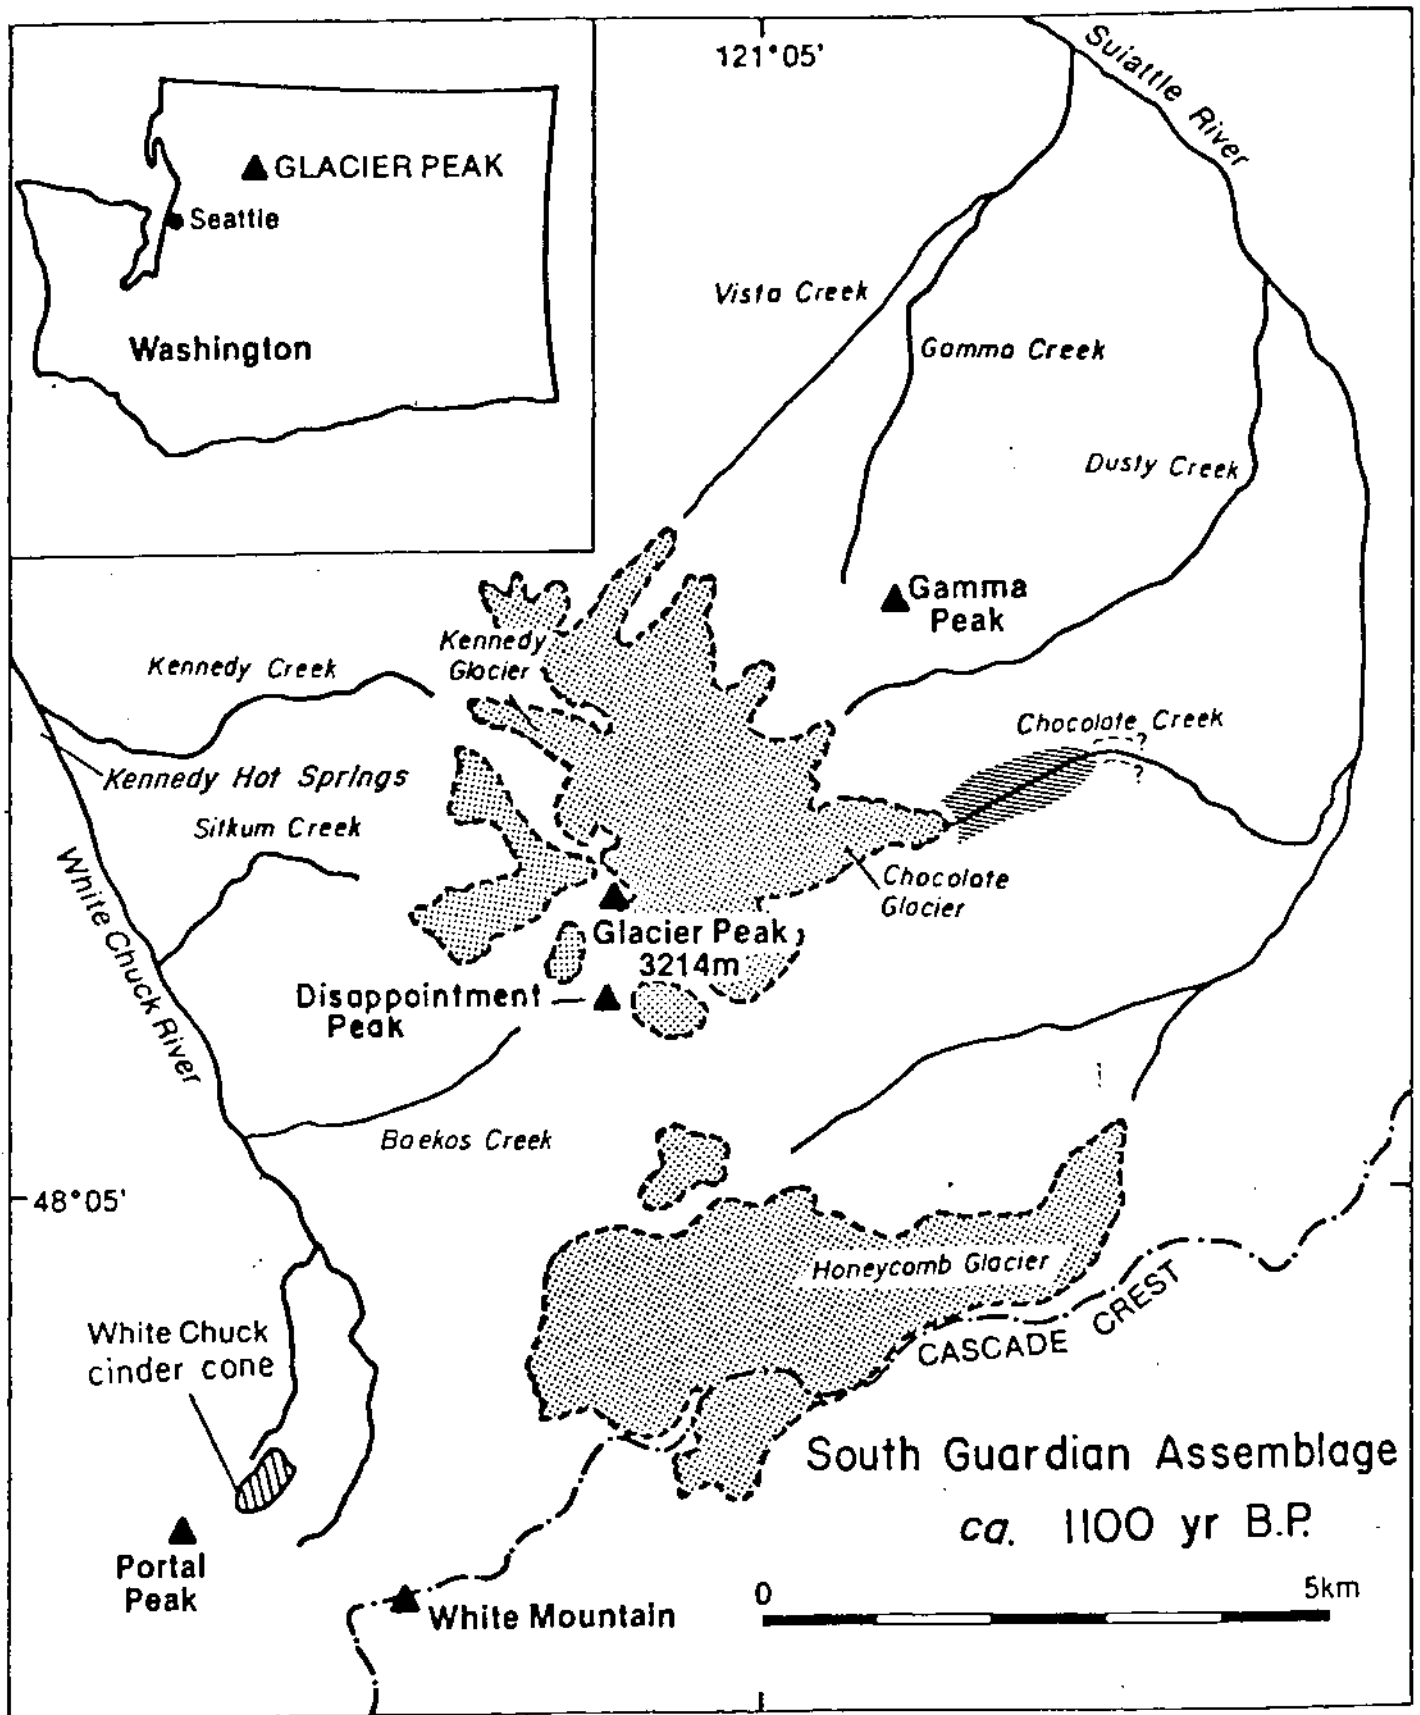 121°05'
Suiattle River
GLACIER PEAK
Seattle
Washington
Vista Creek
Gamma Creek
Dusty Creek
Gamma
Peak
Kennedy
Glacier
Kennedy Creek
Chocolate Creek
?
?
Kennedy Hot Springs
Sitkum Creek
White Chuck River
Chocolate
Glacier
Glacier Peak
3214m
Disappointment
Peak
Baekos Creek
48°05'
Honeycomb Glacier
CASCADE CREST
White Chuck
cinder cone
South Guardian Assemblage
ca. 1100 yr B.P.
Portal
Peak
White Mountain
0 5km